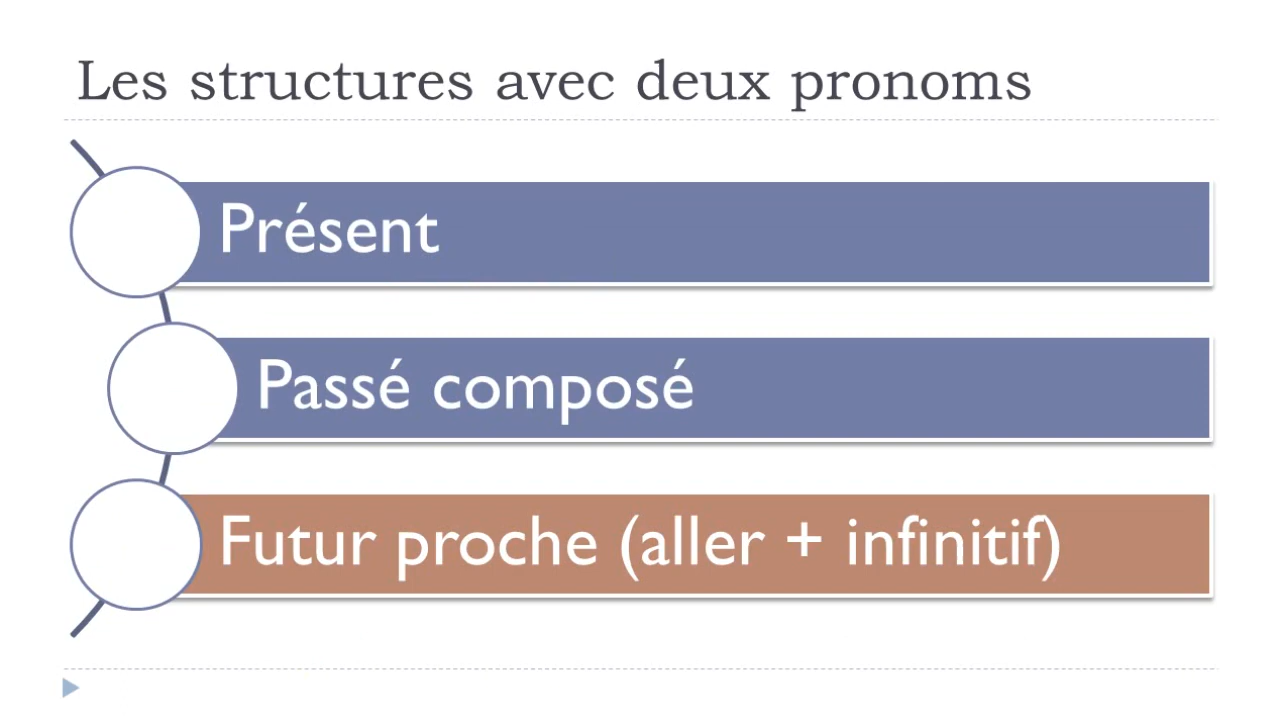 Les structures avec deux pronoms
Présent
Passé composé
Futur proche (aller + infinitif)